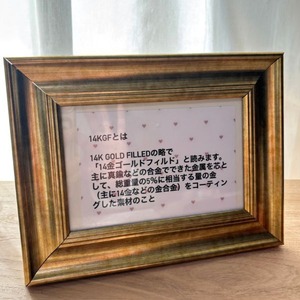 14KGFとは
14K GOLD FILLEDの略で
「14金ゴールドフィルド」と読みます。
主に真鍮などの合金でできた金属を芯と
して、総重量の5%に相当する量の金
（主に14金などの金合金）をコーティン
グした素材のこと